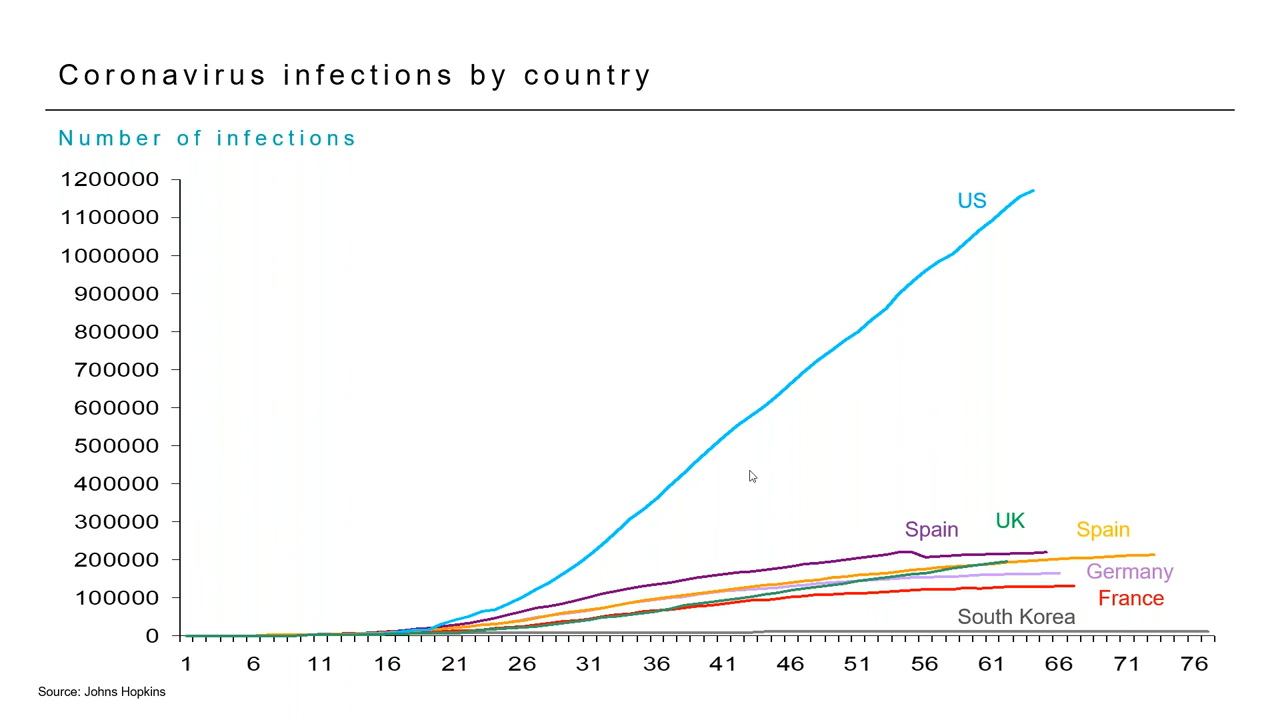 Coronavirus infections by country
Number of infections
1200000
1100000
1000000
900000
800000
700000
600000
500000
400000
300000
200000
100000
0
US
Spain
UK
Spain
Germany
France
South Korea
1 6 11 16 21 26 31 36 41 46 51 56 61 66 71 76
Source: Johns Hopkins